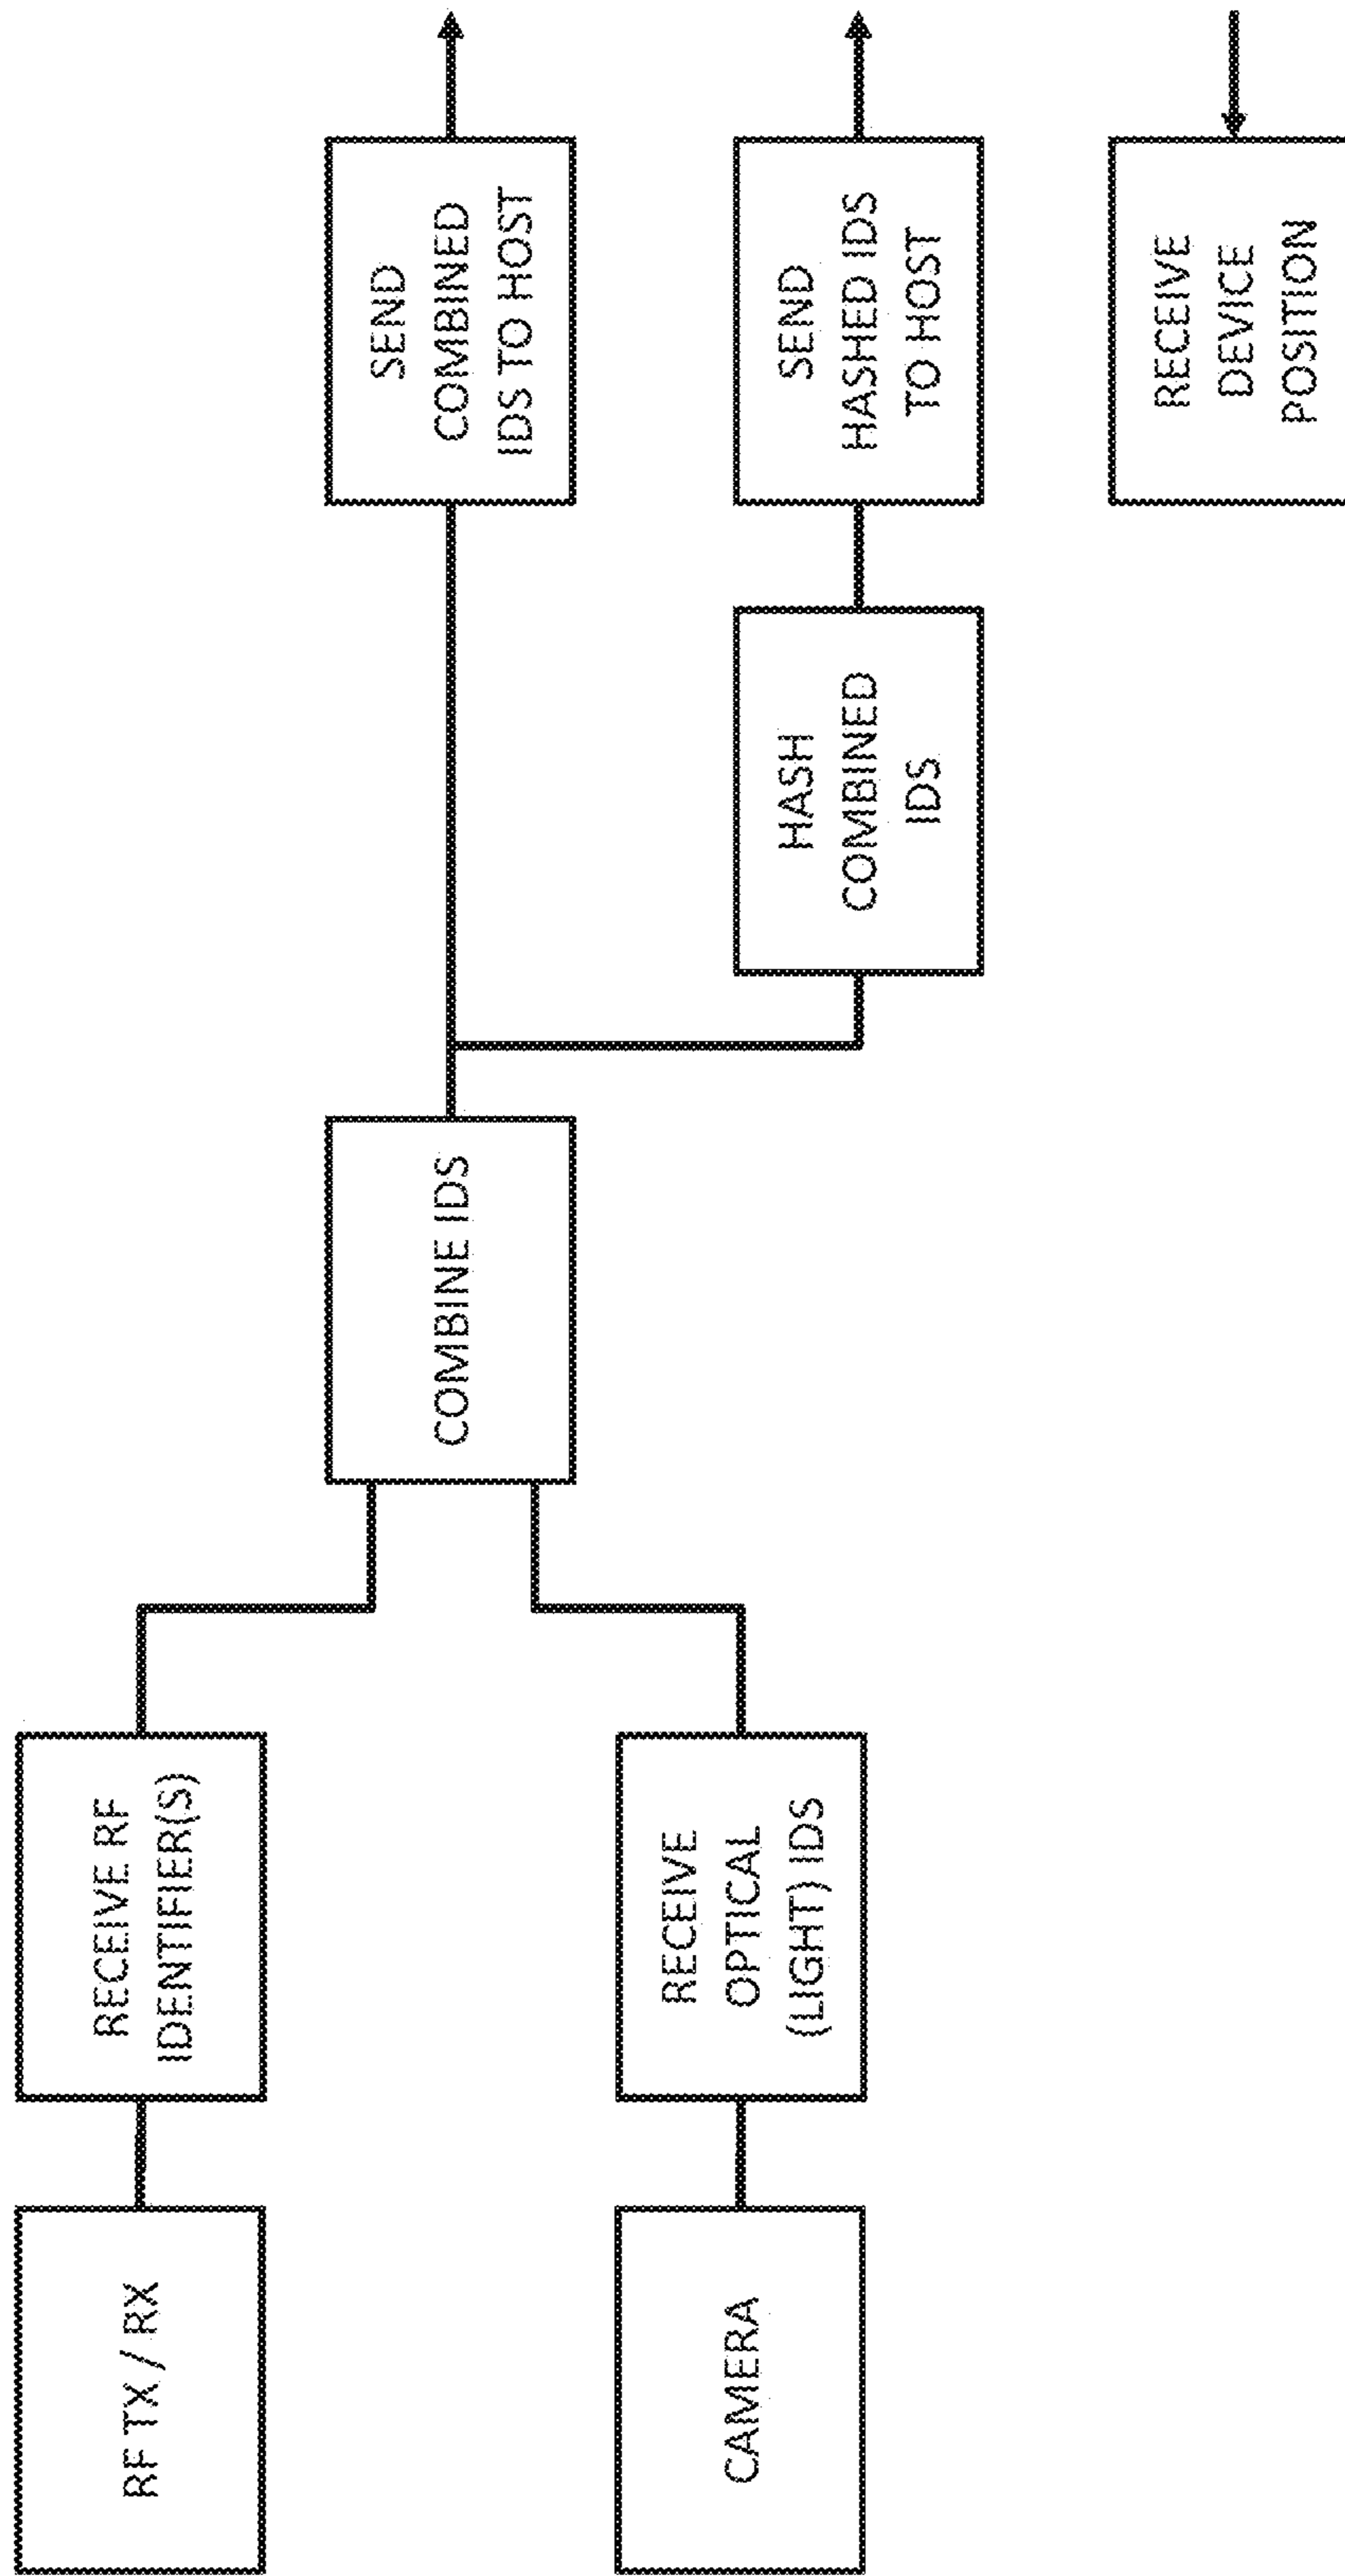 RF TX / RX
RECEIVE RF
IDENTIFIER(S)
CAMERA
RECEIVE
OPTICAL
(LIGHT) IDS
COMBINE IDS
SEND
COMBINED
IDS TO HOST
HASH
COMBINED
IDS
SEND
HASHED IDS
TO HOST
RECEIVE
DEVICE
POSITION